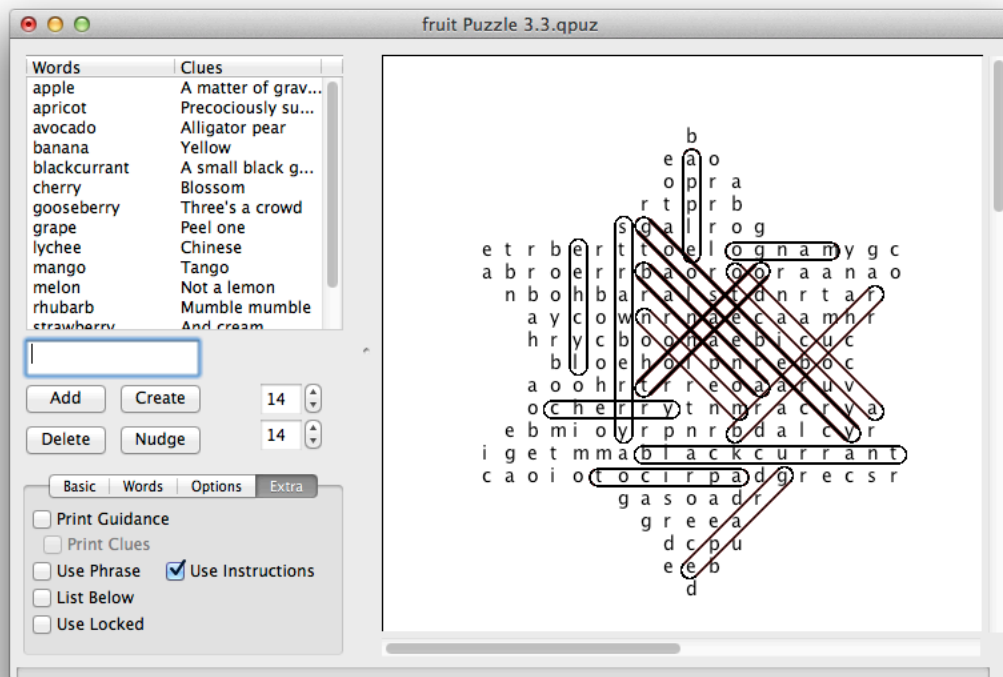 fruit Puzzle 3.3.qpuz
Words Clues
apple A matter of grav...
apricot Precociously su...
avocado Alligator pear
banana Yellow
blackcurrant A small black g...
cherry Blossom
gooseberry Three's a crowd
grape Peel one
lychee Chinese
mango Tango
melon Not a lemon
rhubarb Mumble mumble
strawberry And cream
Add Create 14
Delete Nudge 14
Basic Words Options Extra
Print Guidance
Print Clues
Use Phrase Use Instructions
List Below
Use Locked
b
e a o
o p r a
r t p r b
s g a l r o g
e t r b e r t t o e l o g n a m y g c
a b r o e r r b a o r o o r a a n a o
n b o h b a r a l s t d n r t a r
a y c o w n r n a e c a a m h r
h r y c b o o n a e b i c u c
b l o e h o l p n r e b o c
a o o h r t r r e o a a r u v
o c h e r r y t n m r a c r y a
e b m i o y r p n r b d a l c y r
i g e t m m a b l a c k c u r r a n t
c a o i o t o c i r p a d g r e c s r
g a s o a d r
g r e e a
d c p u
e e b
d